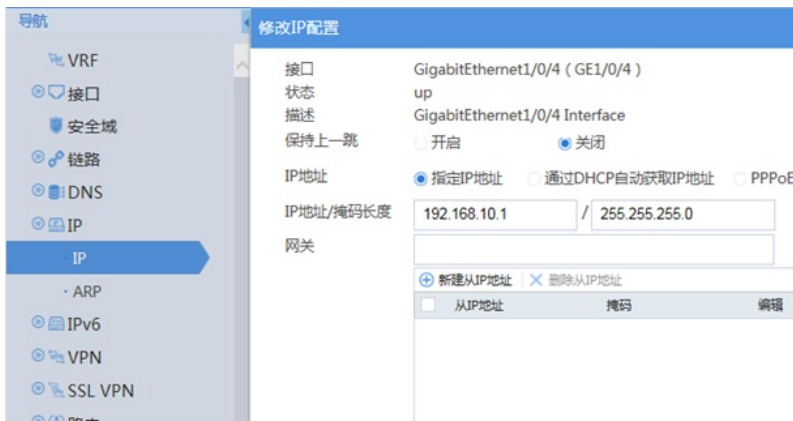 导航
VRF
接口
安全域
链路
DNS
IP
IP
ARP
IPv6
VPN
SSL VPN
修改IP配置
接口 GigabitEthernet1/0/4 ( GE1/0/4 )
状态 up
描述 GigabitEthernet1/0/4 Interface
保持上一跳 开启 关闭
IP地址 指定IP地址 通过DHCP自动获取IP地址 PPPoE
IP地址/掩码长度 192.168.10.1 / 255.255.255.0
网关
新建从IP地址 删除从IP地址
从IP地址 掩码 编辑